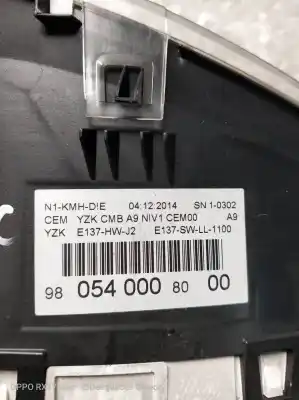 N1-KMH-DIE 04.12.2014 SN 1-0302
CEM YZK CMB A9 NIV1 CEM00 A9
YZK E137-HW-J2 E137-SW-LL-1100
98 054 000 80 00